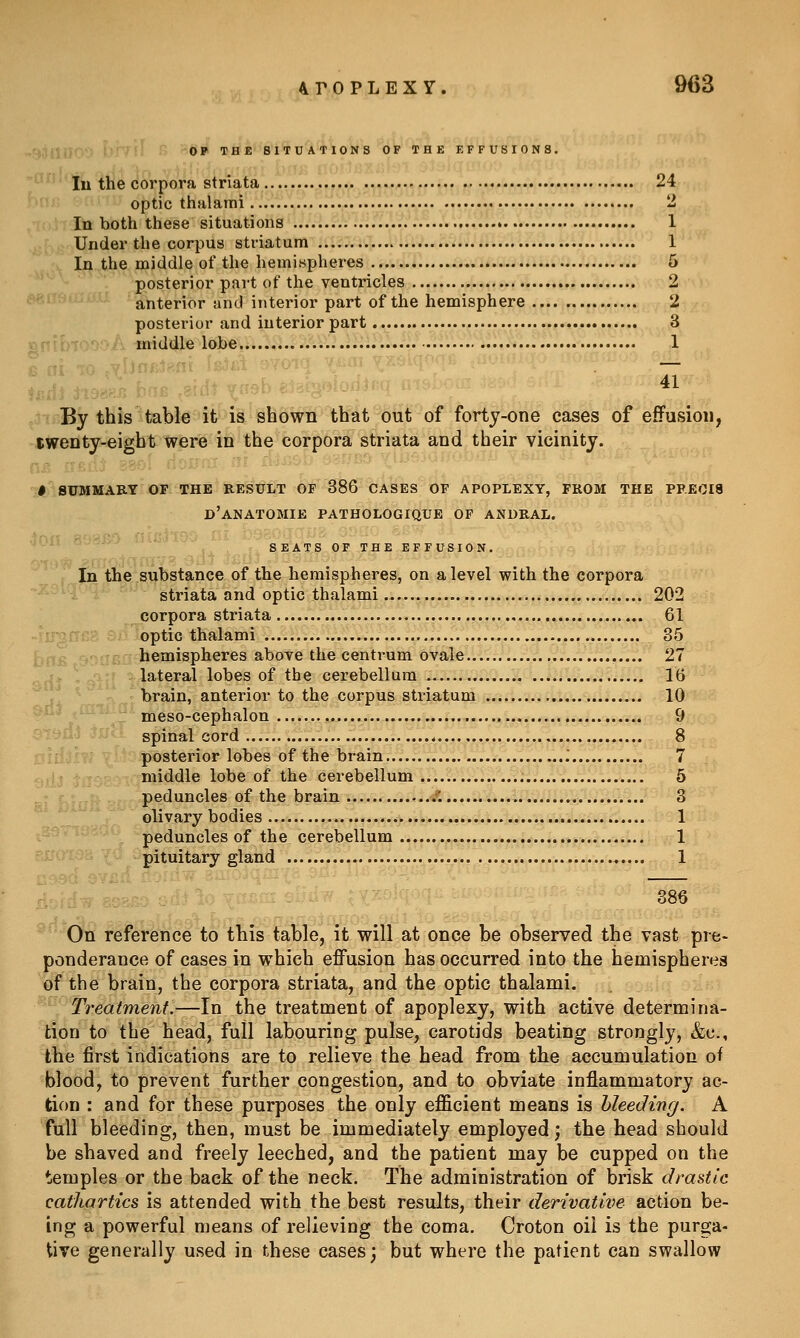 APOPLEXY. 963
OF THE SITUATIONS OF THE EFFUSIONS.
In the corpora striata ........ 24
optic thalami ........ 2
In both these situations ........ 1
Under the corpus striatum ........ 1
In the middle of the hemispheres ........ 5
posterior part of the ventricles ........ 2
anterior and interior part of the hemisphere ........ 2
posterior and interior part ........ 3
middle lobe ........ 1
41
By this table it is shown that out of forty-one cases of effusion,
twenty-eight were in the corpora striata and their vicinity.
SUMMARY OF THE RESULT OF 386 CASES OF APOPLEXY, FROM THE PRECIS
D'ANATOMIE PATHOLOGIQUE OF ANDRAL.
SEATS OF THE EFFUSION.
In the substance of the hemispheres, on a level with the corpora
striata and optic thalami ........ 202
corpora striata ........ 61
optic thalami ........ 35
hemispheres above the centrum ovale ........ 27
lateral lobes of the cerebellum ........ 16
brain, anterior to the corpus striatum ........ 10
meso-cephalon ........ 9
spinal cord ........ 8
posterior lobes of the brain ........ 7
middle lobe of the cerebellum ........ 5
peduncles of the brain ........ 3
olivary bodies ........ 1
peduncles of the cerebellum ........ 1
pituitary gland ........ 1
386
On reference to this table, it will at once be observed the vast pre-
ponderance of cases in which effusion has occurred into the hemispheres
of the brain, the corpora striata, and the optic thalami.
Treatment.—In the treatment of apoplexy, with active determina-
tion to the head, full labouring pulse, carotids beating strongly, &c.,
the first indications are to relieve the head from the accumulation of
blood, to prevent further congestion, and to obviate inflammatory ac-
tion : and for these purposes the only efficient means is bleeding. A
full bleeding, then, must be immediately employed; the head should
be shaved and freely leeched, and the patient may be cupped on the
temples or the back of the neck. The administration of brisk drastic
cathartics is attended with the best results, their derivative action be-
ing a powerful means of relieving the coma. Croton oil is the purga-
tive generally used in these cases; but where the patient can swallow